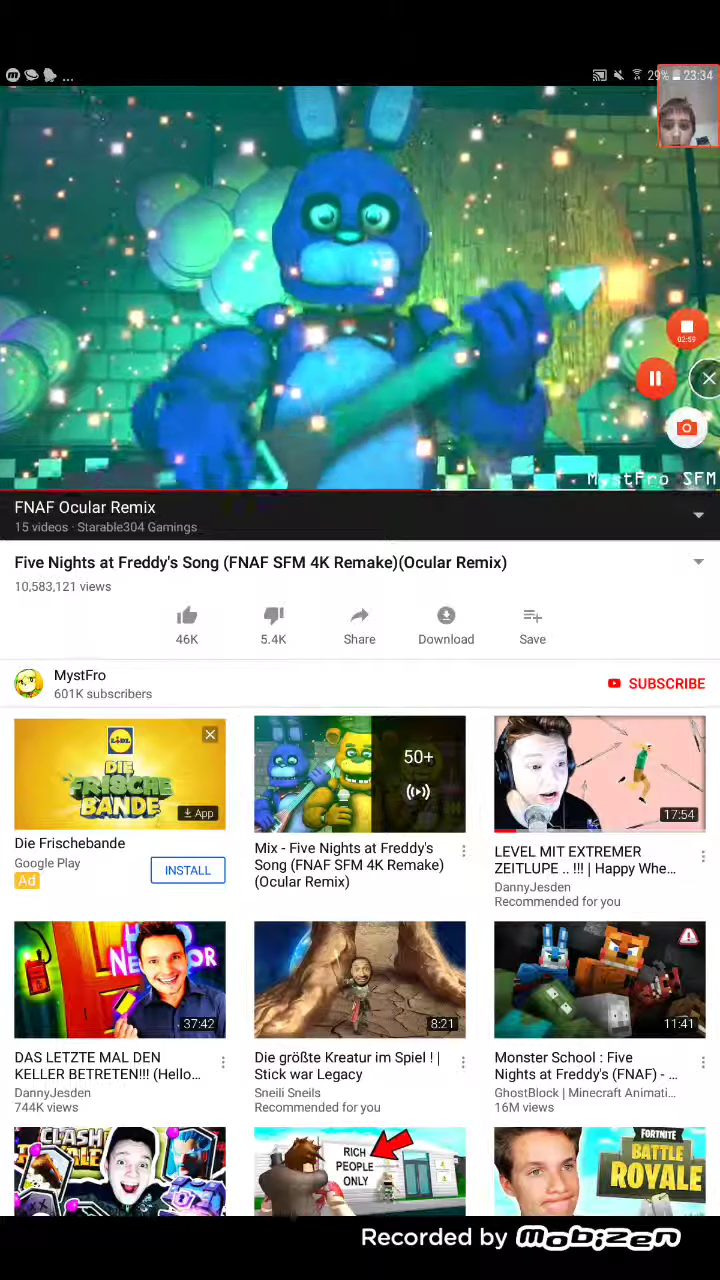 ... 29% 23:34
02:59
MystFro SFM
FNAF Ocular Remix
15 videos · Starable304 Gamings
Five Nights at Freddy's Song (FNAF SFM 4K Remake)(Ocular Remix)
10,583,121 views
46K 5.4K Share Download Save
MystFro
601K subscribers
SUBSCRIBE
LIDL
DIE
FRISCHE
BANDE
App
Die Frischebande
Google Play
Ad
INSTALL
50+
Mix - Five Nights at Freddy's
Song (FNAF SFM 4K Remake)
(Ocular Remix)
17:54
LEVEL MIT EXTREMER
ZEITLUPE .. !!! | Happy Whe...
DannyJesden
Recommended for you
37:42
DAS LETZTE MAL DEN
KELLER BETRETEN!!! (Hello...
DannyJesden
744K views
8:21
Die größte Kreatur im Spiel ! |
Stick war Legacy
Sneili Sneils
Recommended for you
11:41
Monster School : Five
Nights at Freddy's (FNAF) - ...
GhostBlock | Minecraft Animati...
16M views
CLASH
RICH
PEOPLE
ONLY
FORTNITE
BATTLE
ROYALE
Recorded by mobizen